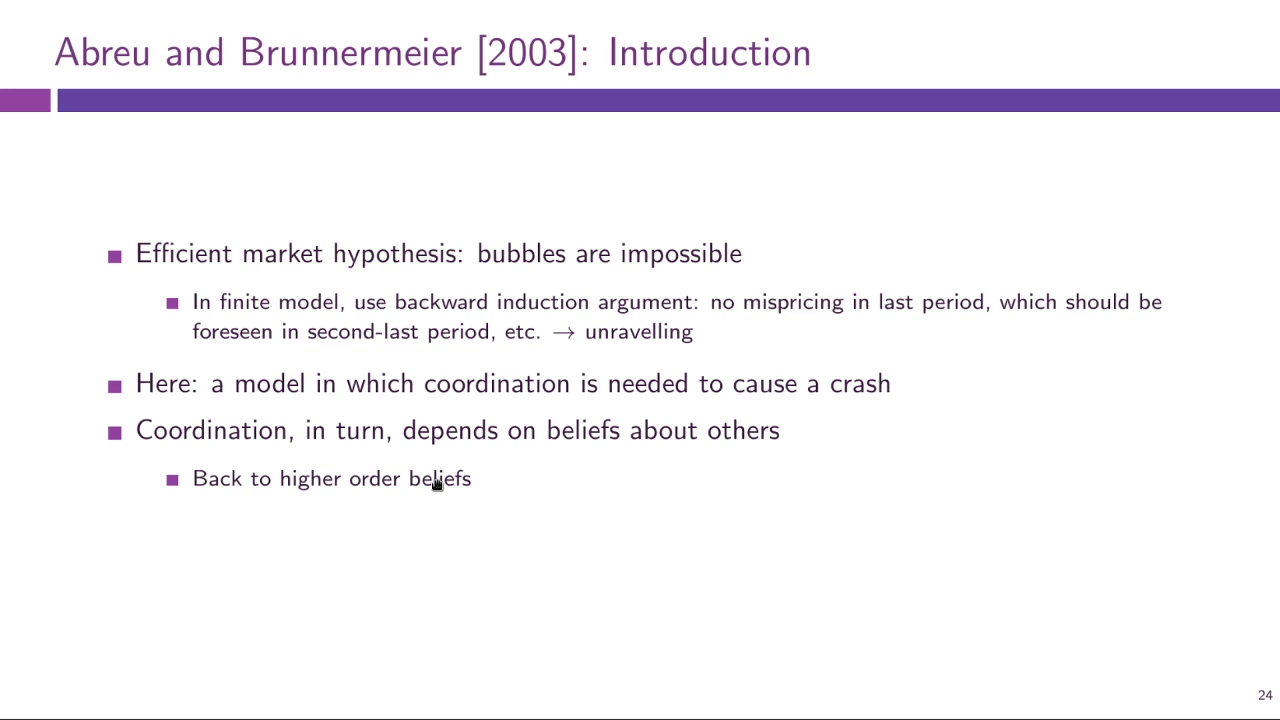 Abreu and Brunnermeier [2003]: Introduction
Efficient market hypothesis: bubbles are impossible
In finite model, use backward induction argument: no mispricing in last period, which should be
foreseen in second-last period, etc. → unravelling
Here: a model in which coordination is needed to cause a crash
Coordination, in turn, depends on beliefs about others
Back to higher order beliefs
24